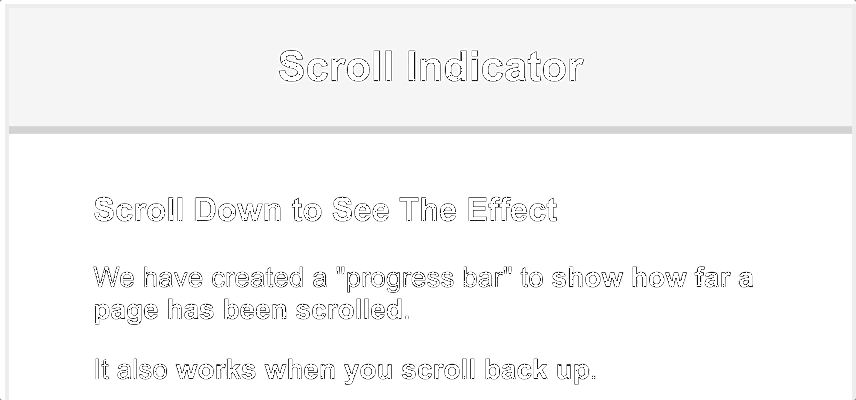 Scroll Indicator
Scroll Down to See The Effect
We have created a "progress bar" to show how far a
page has been scrolled.
It also works when you scroll back up.